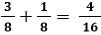 3/8 + 1/8 = 4/16